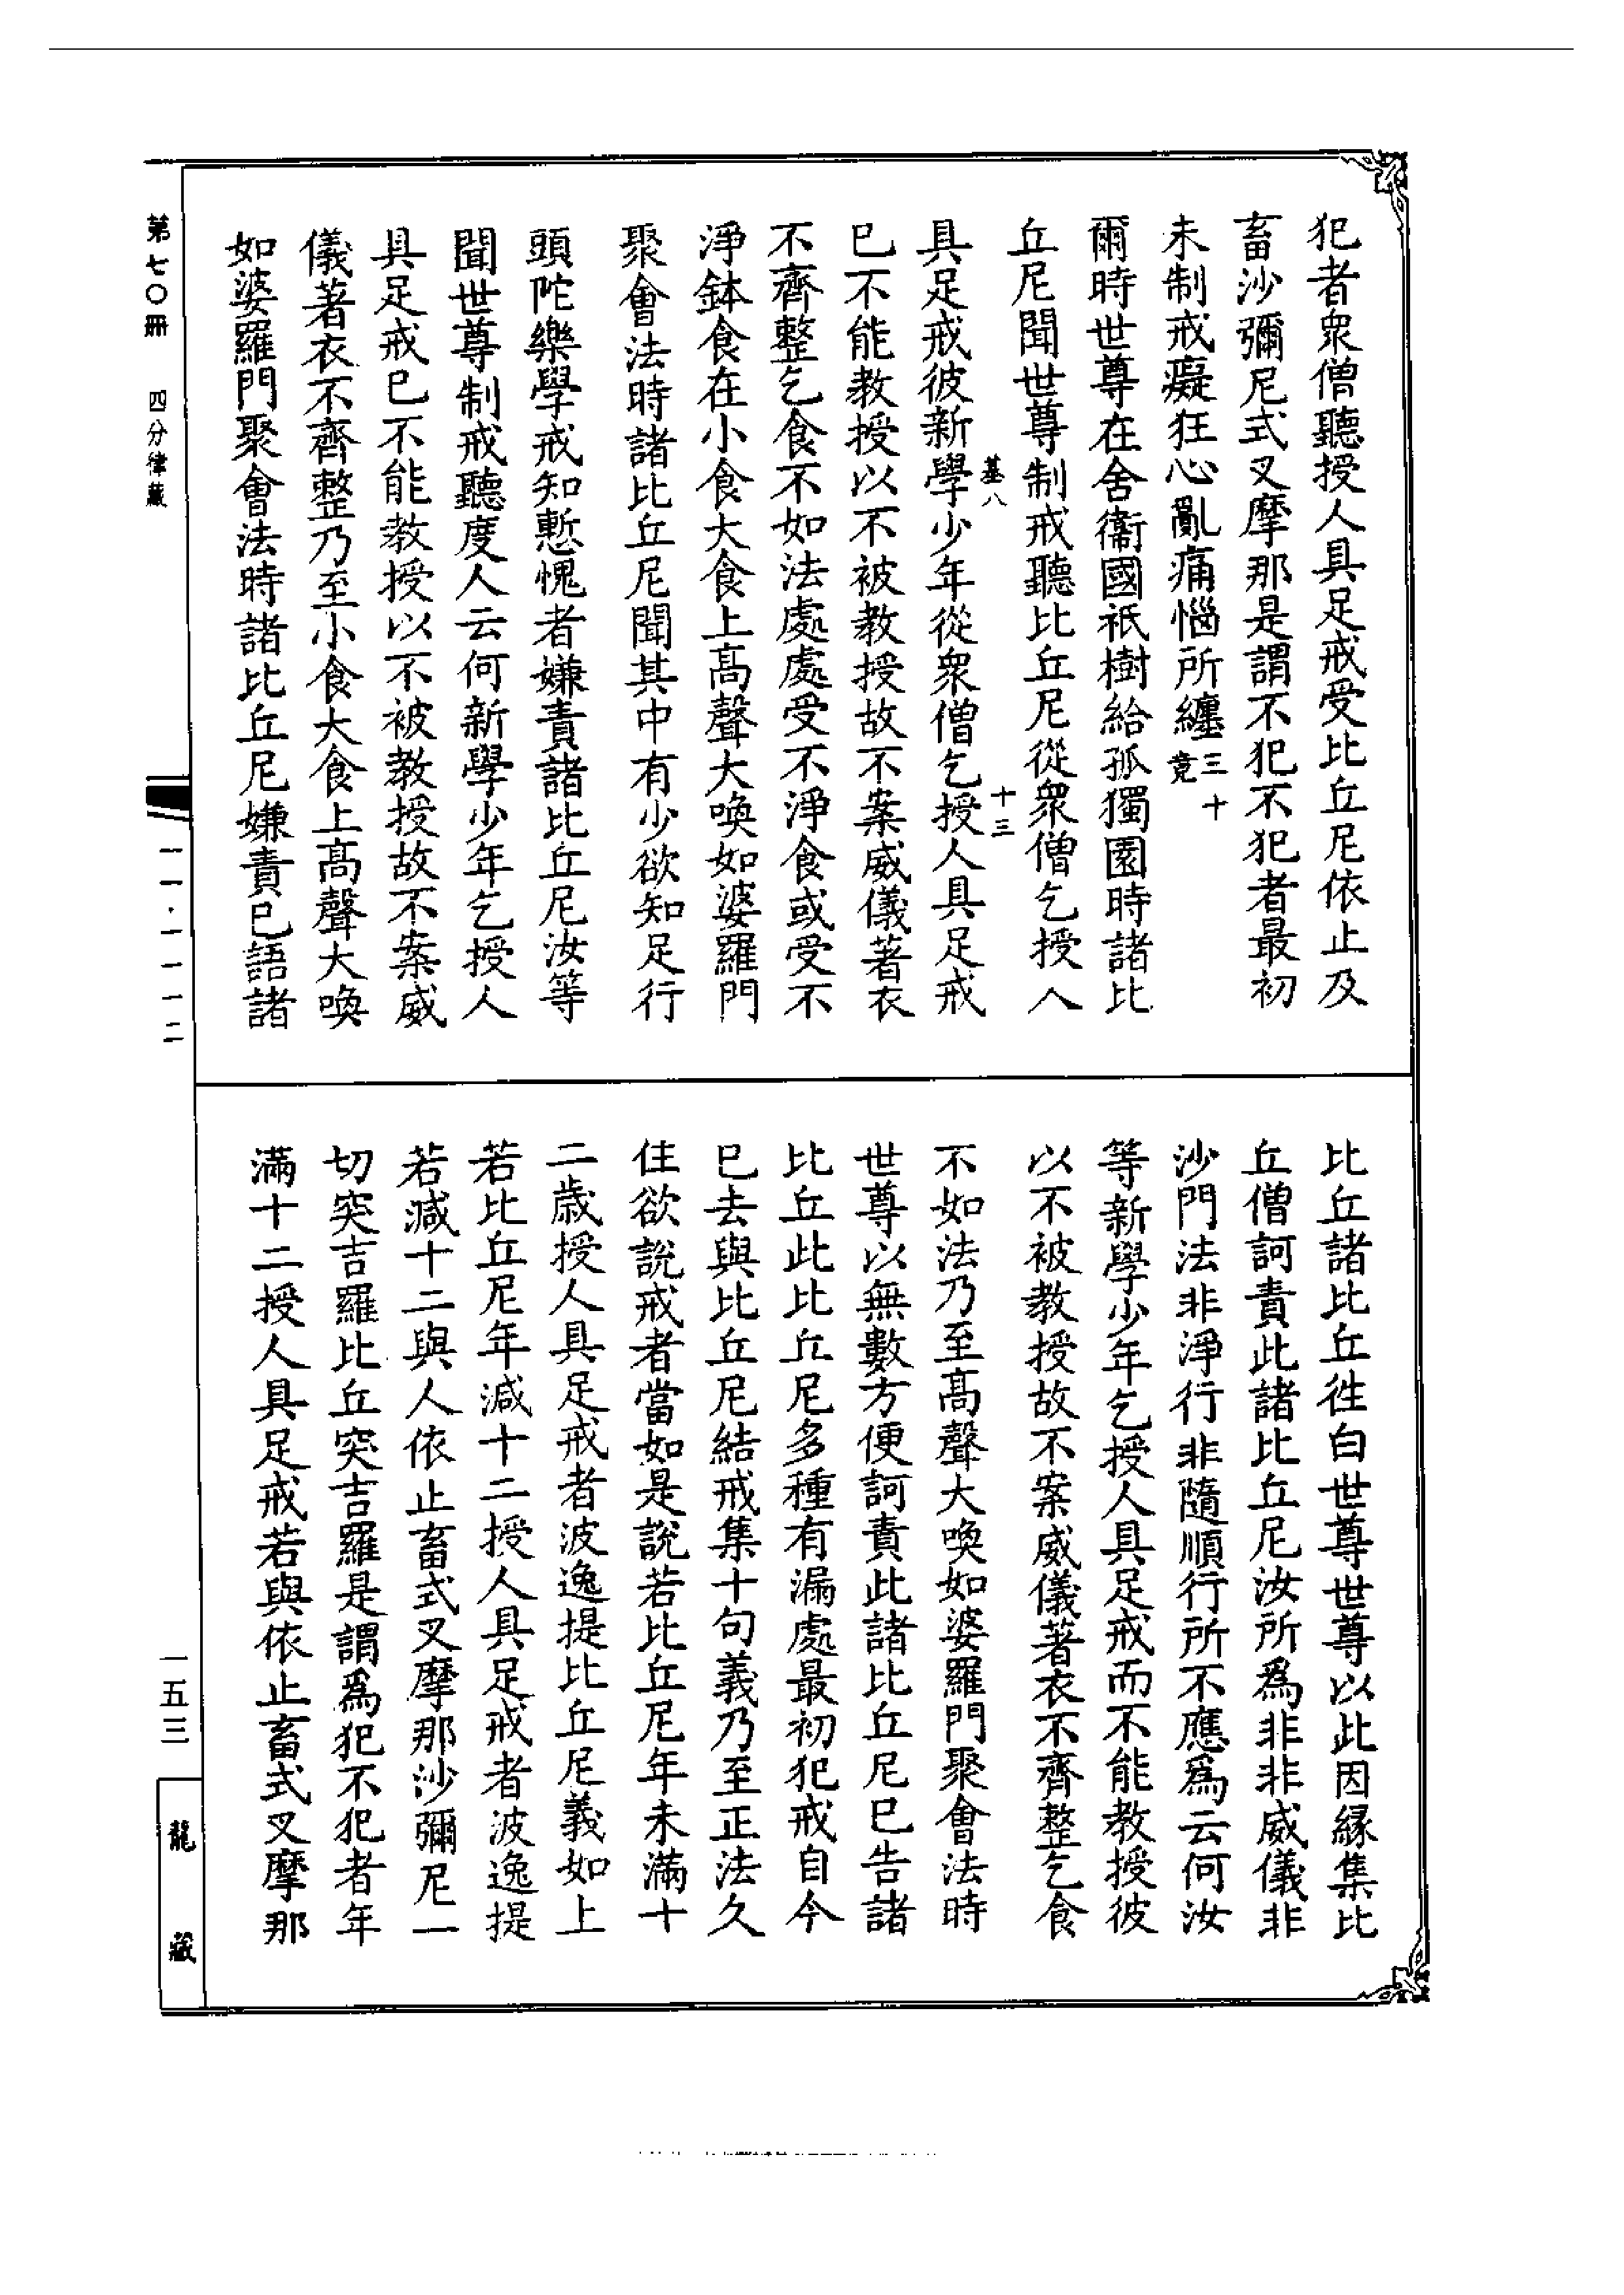 犯者衆僧聽授人具足戒受比丘尼依止及
畜沙彌尼式叉摩那是謂不犯不犯者最初
未制戒癡狂心亂痛惱所纏三十一竟
爾時世尊在舍衞國祇樹給孤獨園時諸比
丘尼聞世尊制戒聽比丘尼從衆僧乞授人
基八 十三
具足戒彼新學少年從衆僧乞授人具足戒
已不能教授以不被教授故不案威儀著衣
不齊整乞食不如法處處受不淨食或受不
淨鉢食在小食大食上高聲大喚如婆羅門
聚會法時諸比丘尼聞其中有少欲知足行
頭陀樂學戒知慙愧者嫌責諸比丘尼汝等
聞世尊制戒聽度人云何新學少年乞授人
具足戒已不能教授以不被教授故不案威
儀著衣不齊整乃至小食大食上高聲大喚
如婆羅門聚會法時諸比丘尼嫌責已語諸
比丘諸比丘徃白世尊世尊以此因緣集比
丘僧訶責此諸比丘尼汝所爲非非威儀非
沙門法非淨行非隨順行所不應爲云何汝
等新學少年乞授人具足戒而不能教授彼
以不被教授故不案威儀著衣不齊整乞食
不如法乃至高聲大喚如婆羅門聚會法時
世尊以無數方便訶責此諸比丘尼已告諸
比丘此比丘尼多種有漏處最初犯戒自今
已去與比丘尼結戒集十句義乃至正法久
住欲說戒者當如是說若比丘尼年未滿十
二歲授人具足戒者波逸提比丘尼義如上
若比丘尼年減十二授人具足戒者波逸提
若減十二與人依止畜式叉摩那沙彌尼一
切突吉羅比丘突吉羅是謂爲犯不犯者年
滿十二授人具足戒若與依止畜式叉摩那
第七〇冊 四分律藏
一五三
龍藏